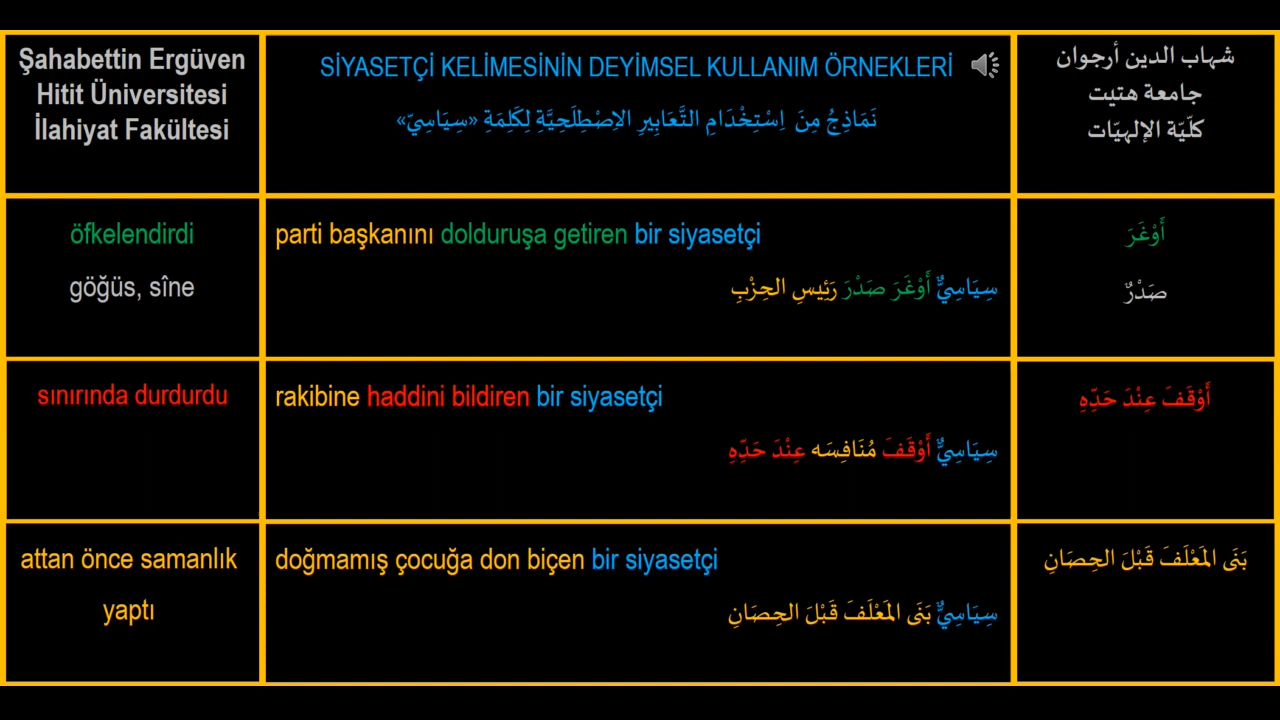 Şahabettin Ergüven
Hitit Üniversitesi
İlahiyat Fakültesi
SİYASETÇİ KELİMESİNİN DEYİMSEL KULLANIM ÖRNEKLERİ
نَمَاذِجُ مِنَ اِسْتِخْدَامِ التَّعَابِيرِ الاِصْطِلَحِيَّةِ لِكَلِمَةِ «سِيَاسِيّ»
شهاب الدين أرجوان
جامعة هتيت
كلّيّة الإلهيّات
öfkelendirdi
göğüs, sîne
parti başkanını dolduruşa getiren bir siyasetçi
سِيَاسِيٌّ أَوْغَرَ صَدْرَ رَئِيسِ الحِزْبِ
أَوْغَرَ
صَدْرٌ
sınırında durdurdu
rakibine haddini bildiren bir siyasetçi
سِيَاسِيٌّ أَوْقَفَ مُنَافِسَه عِنْدَ حَدِّهِ
أَوْقَفَ عِنْدَ حَدِّهِ
attan önce samanlık
yaptı
doğmamış çocuğa don biçen bir siyasetçi
سِيَاسِيٌّ بَنَى المَعْلَفَ قَبْلَ الحِصَانِ
بَنَى المَعْلَفَ قَبْلَ الحِصَانِ